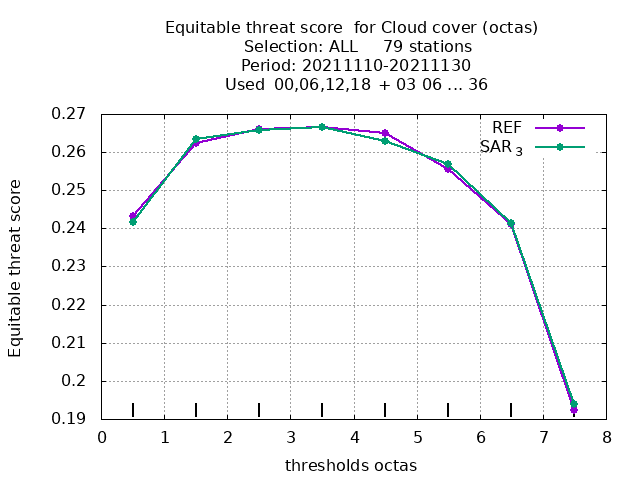 Equitable threat score  for Cloud cover (octas)
Selection: ALL     79 stations
Period: 20211110-20211130
Used  00,06,12,18 + 03 06 ... 36
REF
SAR 3
0.27
0.26
0.25
0.24
0.23
0.22
0.21
0.2
0.19
Equitable threat score
0 1 2 3 4 5 6 7 8
thresholds octas